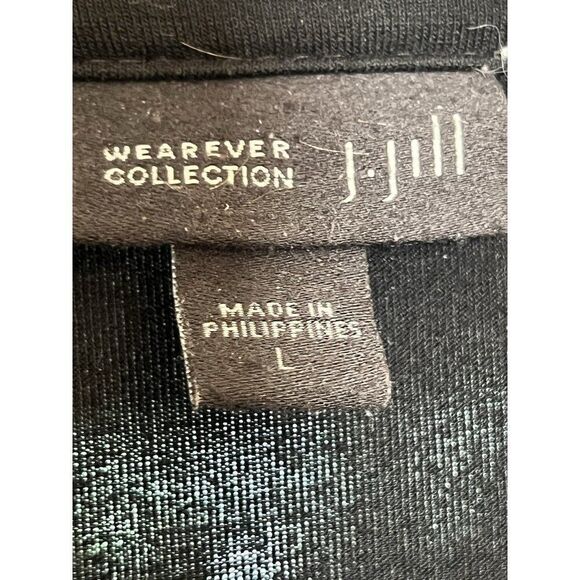 WEAREVER
COLLECTION
J.Jill
MADE IN
PHILIPPINES
L